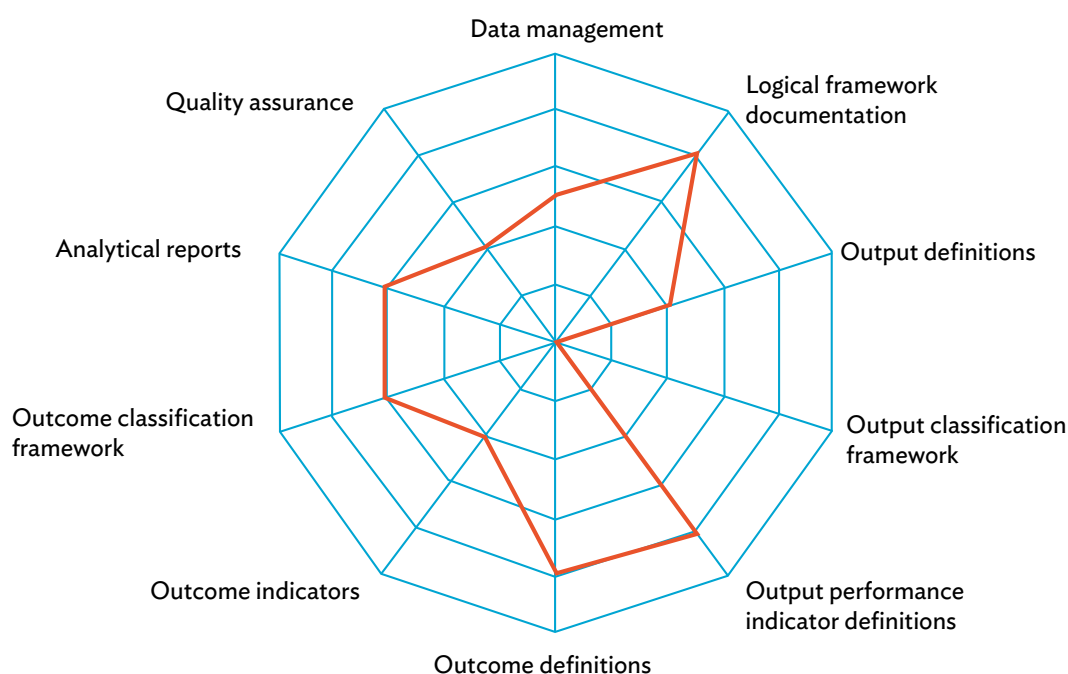 Data management
Logical framework
documentation
Quality assurance
Analytical reports
Output definitions
Outcome classification
framework
Output classification
framework
Outcome indicators
Output performance
indicator definitions
Outcome definitions